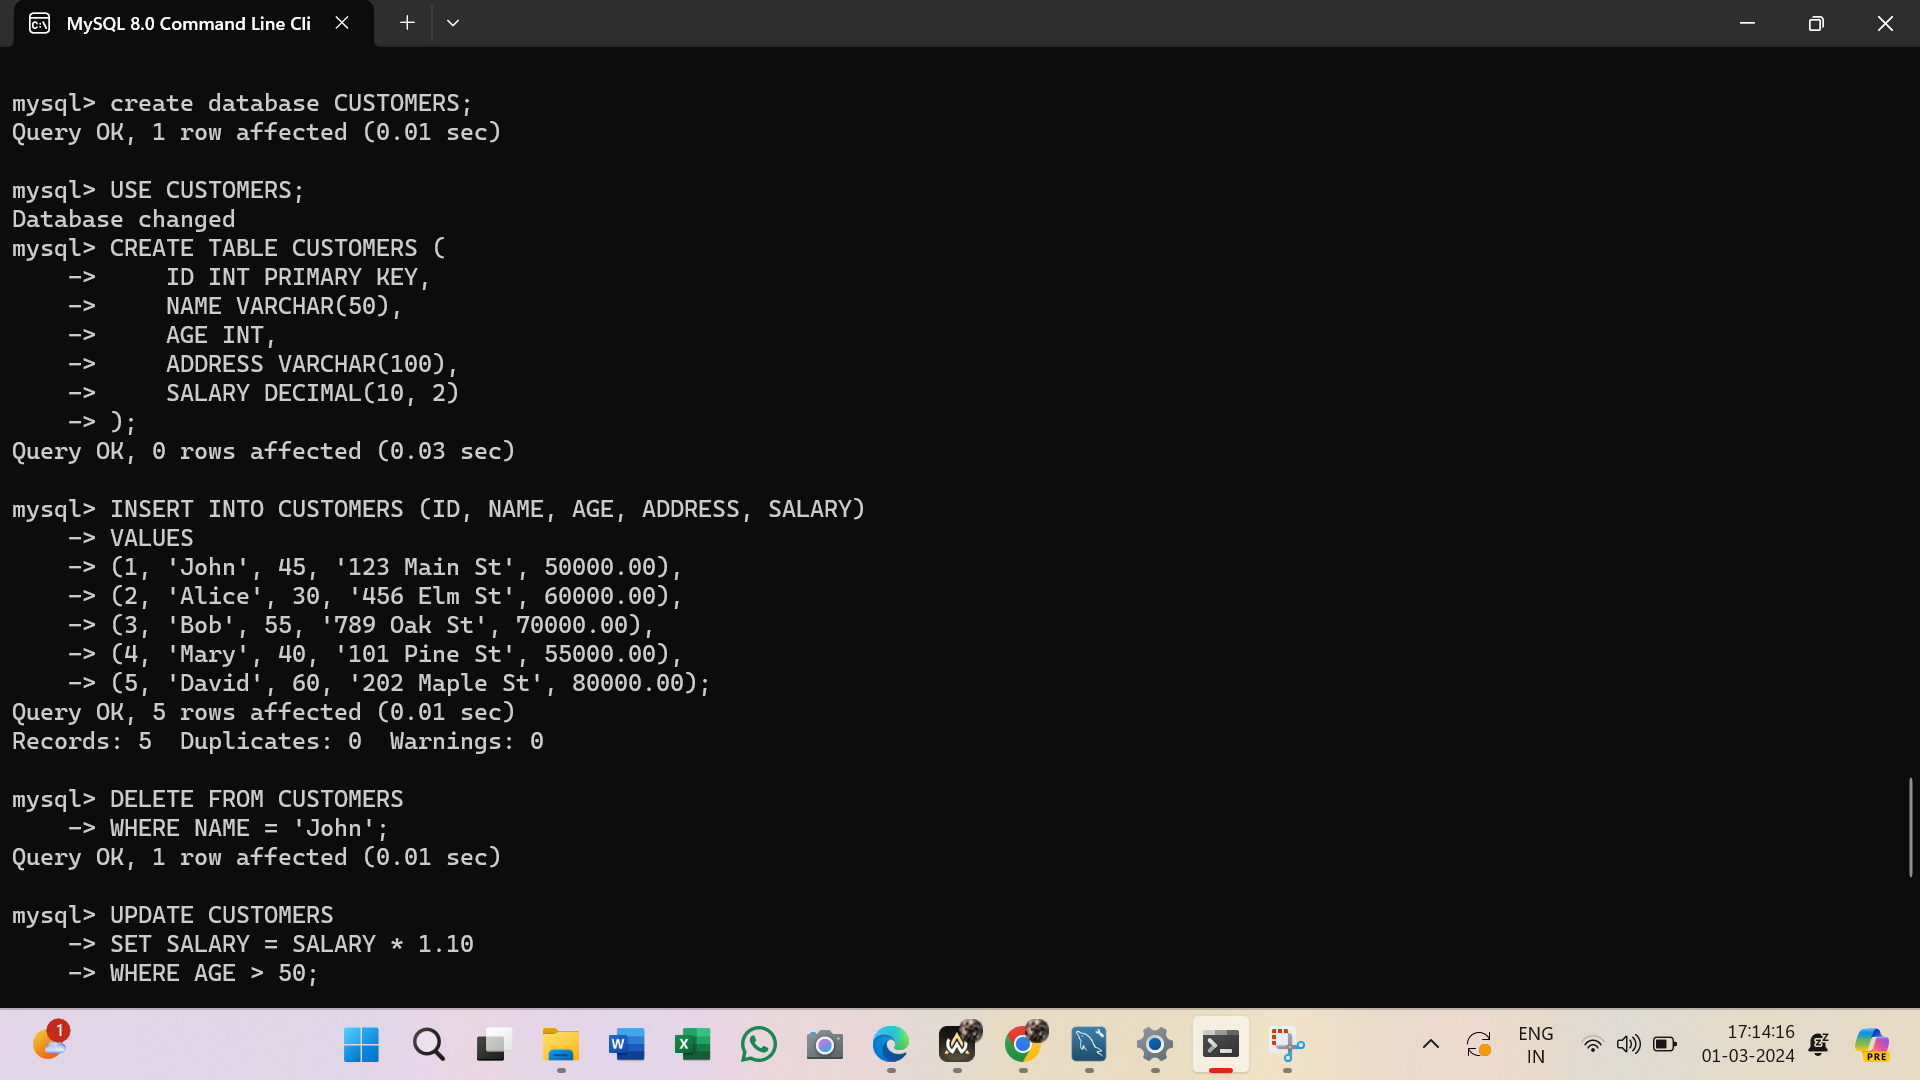 MySQL 8.0 Command Line Cli
mysql> create database CUSTOMERS;
Query OK, 1 row affected (0.01 sec)
mysql> USE CUSTOMERS;
Database changed
mysql> CREATE TABLE CUSTOMERS (
    ->     ID INT PRIMARY KEY,
    ->     NAME VARCHAR(50),
    ->     AGE INT,
    ->     ADDRESS VARCHAR(100),
    ->     SALARY DECIMAL(10, 2)
    -> );
Query OK, 0 rows affected (0.03 sec)
mysql> INSERT INTO CUSTOMERS (ID, NAME, AGE, ADDRESS, SALARY)
    -> VALUES
    -> (1, 'John', 45, '123 Main St', 50000.00),
    -> (2, 'Alice', 30, '456 Elm St', 60000.00),
    -> (3, 'Bob', 55, '789 Oak St', 70000.00),
    -> (4, 'Mary', 40, '101 Pine St', 55000.00),
    -> (5, 'David', 60, '202 Maple St', 80000.00);
Query OK, 5 rows affected (0.01 sec)
Records: 5  Duplicates: 0  Warnings: 0
mysql> DELETE FROM CUSTOMERS
    -> WHERE NAME = 'John';
Query OK, 1 row affected (0.01 sec)
mysql> UPDATE CUSTOMERS
    -> SET SALARY = SALARY * 1.10
    -> WHERE AGE > 50;
1
ENG
IN
17:14:16
01-03-2024
PRE